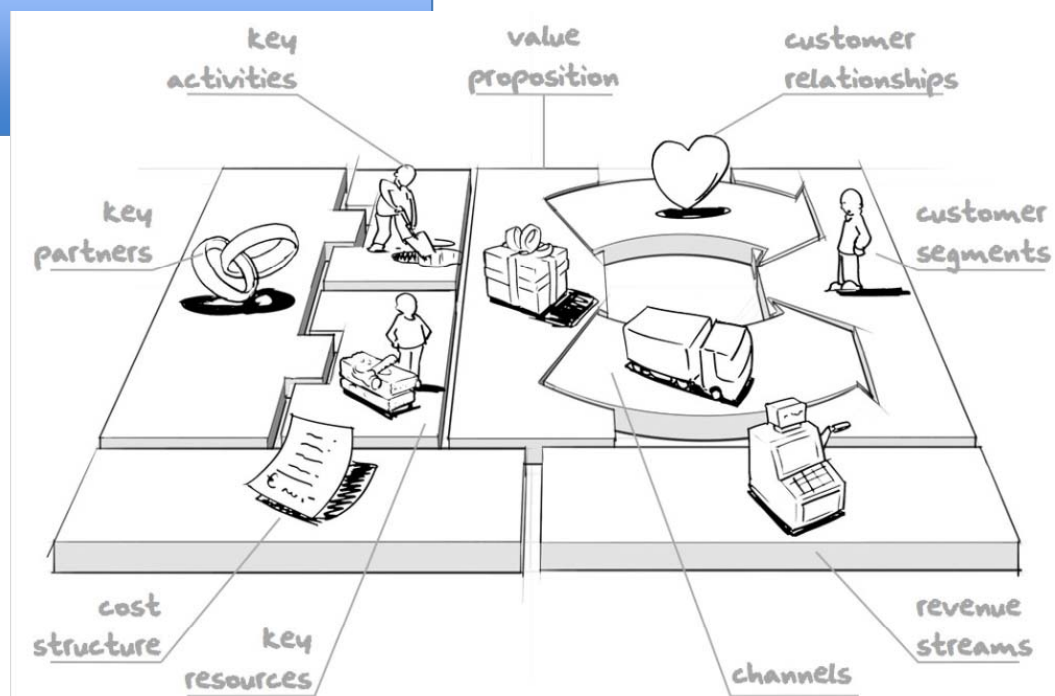 key
activities
value
proposition
customer
relationships
key
partners
customer
segments
cost
structure
key
resources
channels
revenue
streams